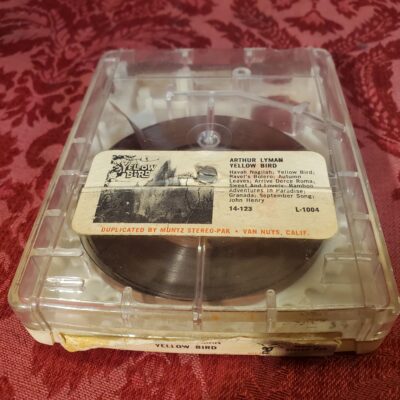 YELLOW
BIRD
ARTHUR LYMAN
YELLOW BIRD
Havah Nagilah, Yellow Bird,
Ravel's Bolero; Autumn
Leaves, Arrive Derce Roma,
Sweet And Lovely; Bamboo
Adventures in Paradise;
Granada, September Song;
John Henry
14-123 L-1004
DUPLICATED BY MUNTZ STEREO-PAK • VAN NUYS, CALIF.
YELLOW BIRD